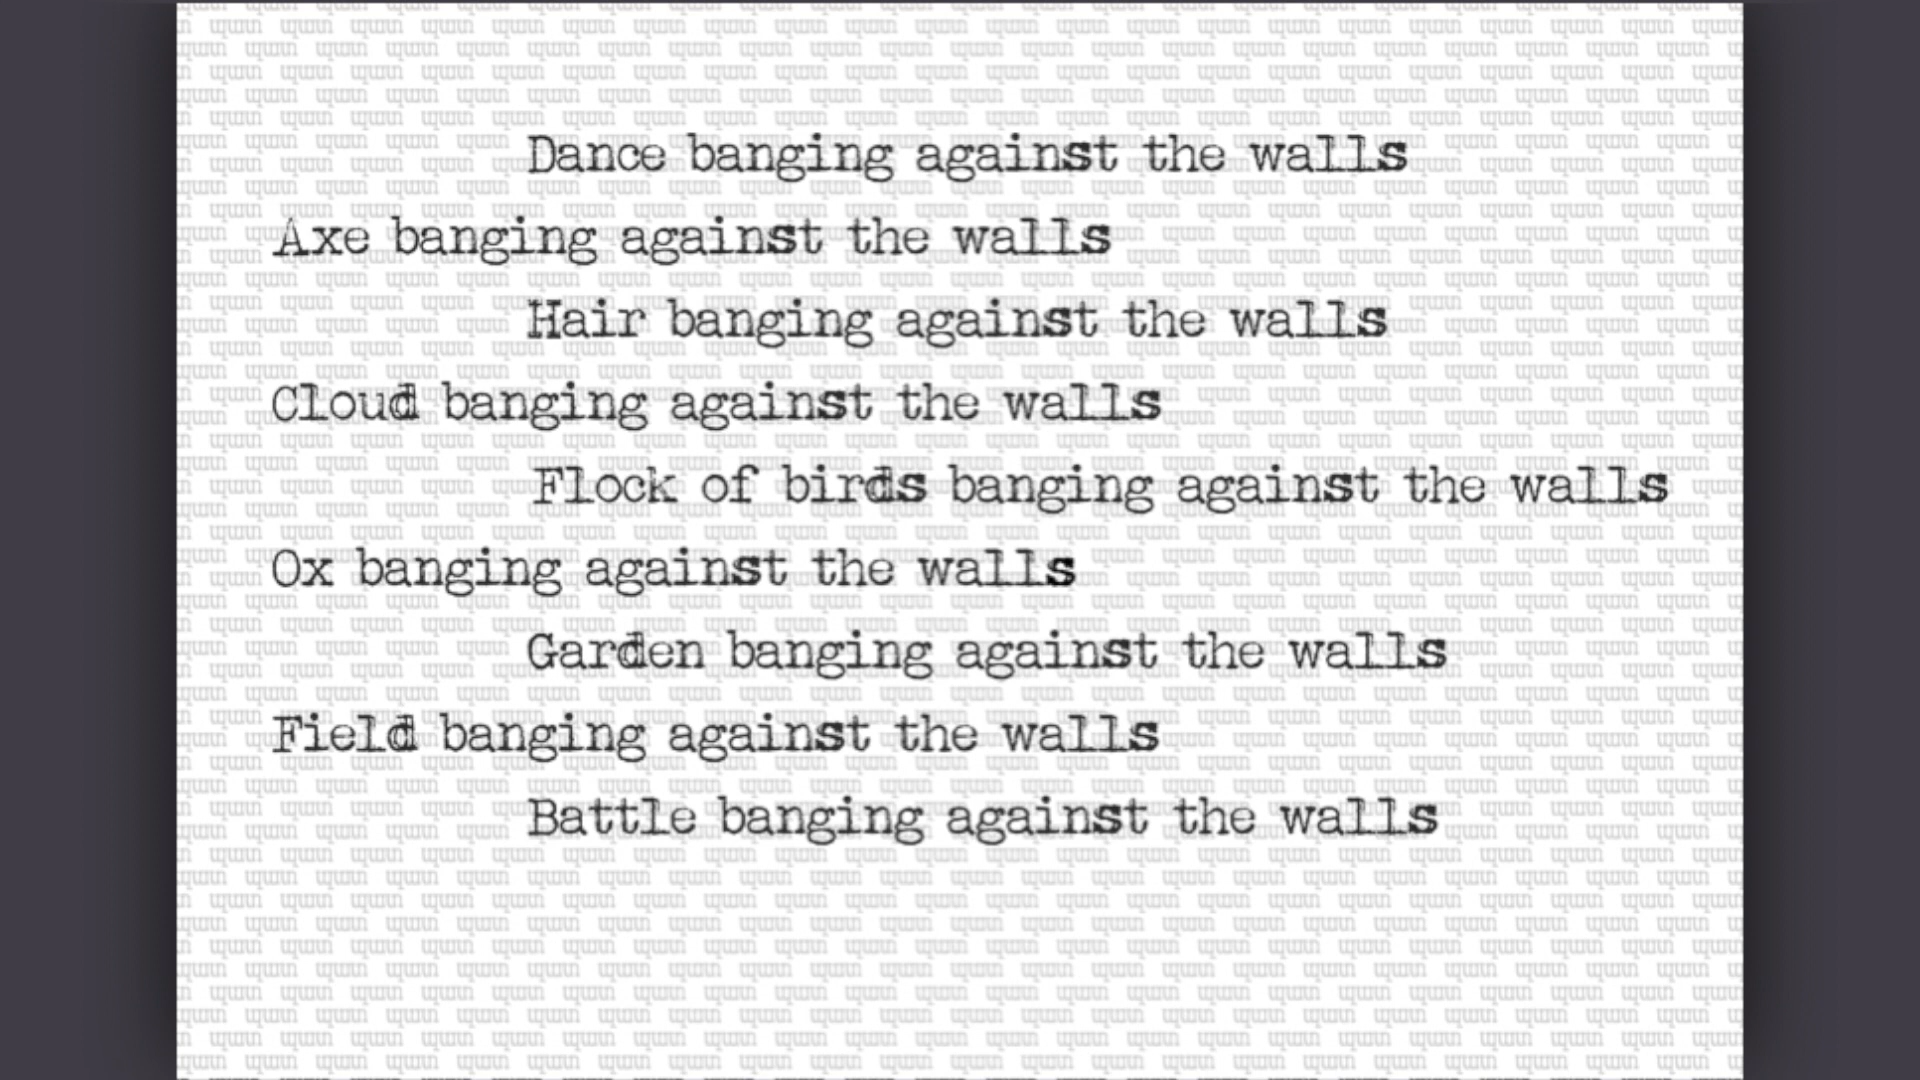 Dance banging against the walls
Axe banging against the walls
Hair banging against the walls
Cloud banging against the walls
Flock of birds banging against the walls
Ox banging against the walls
Garden banging against the walls
Field banging against the walls
Battle banging against the walls